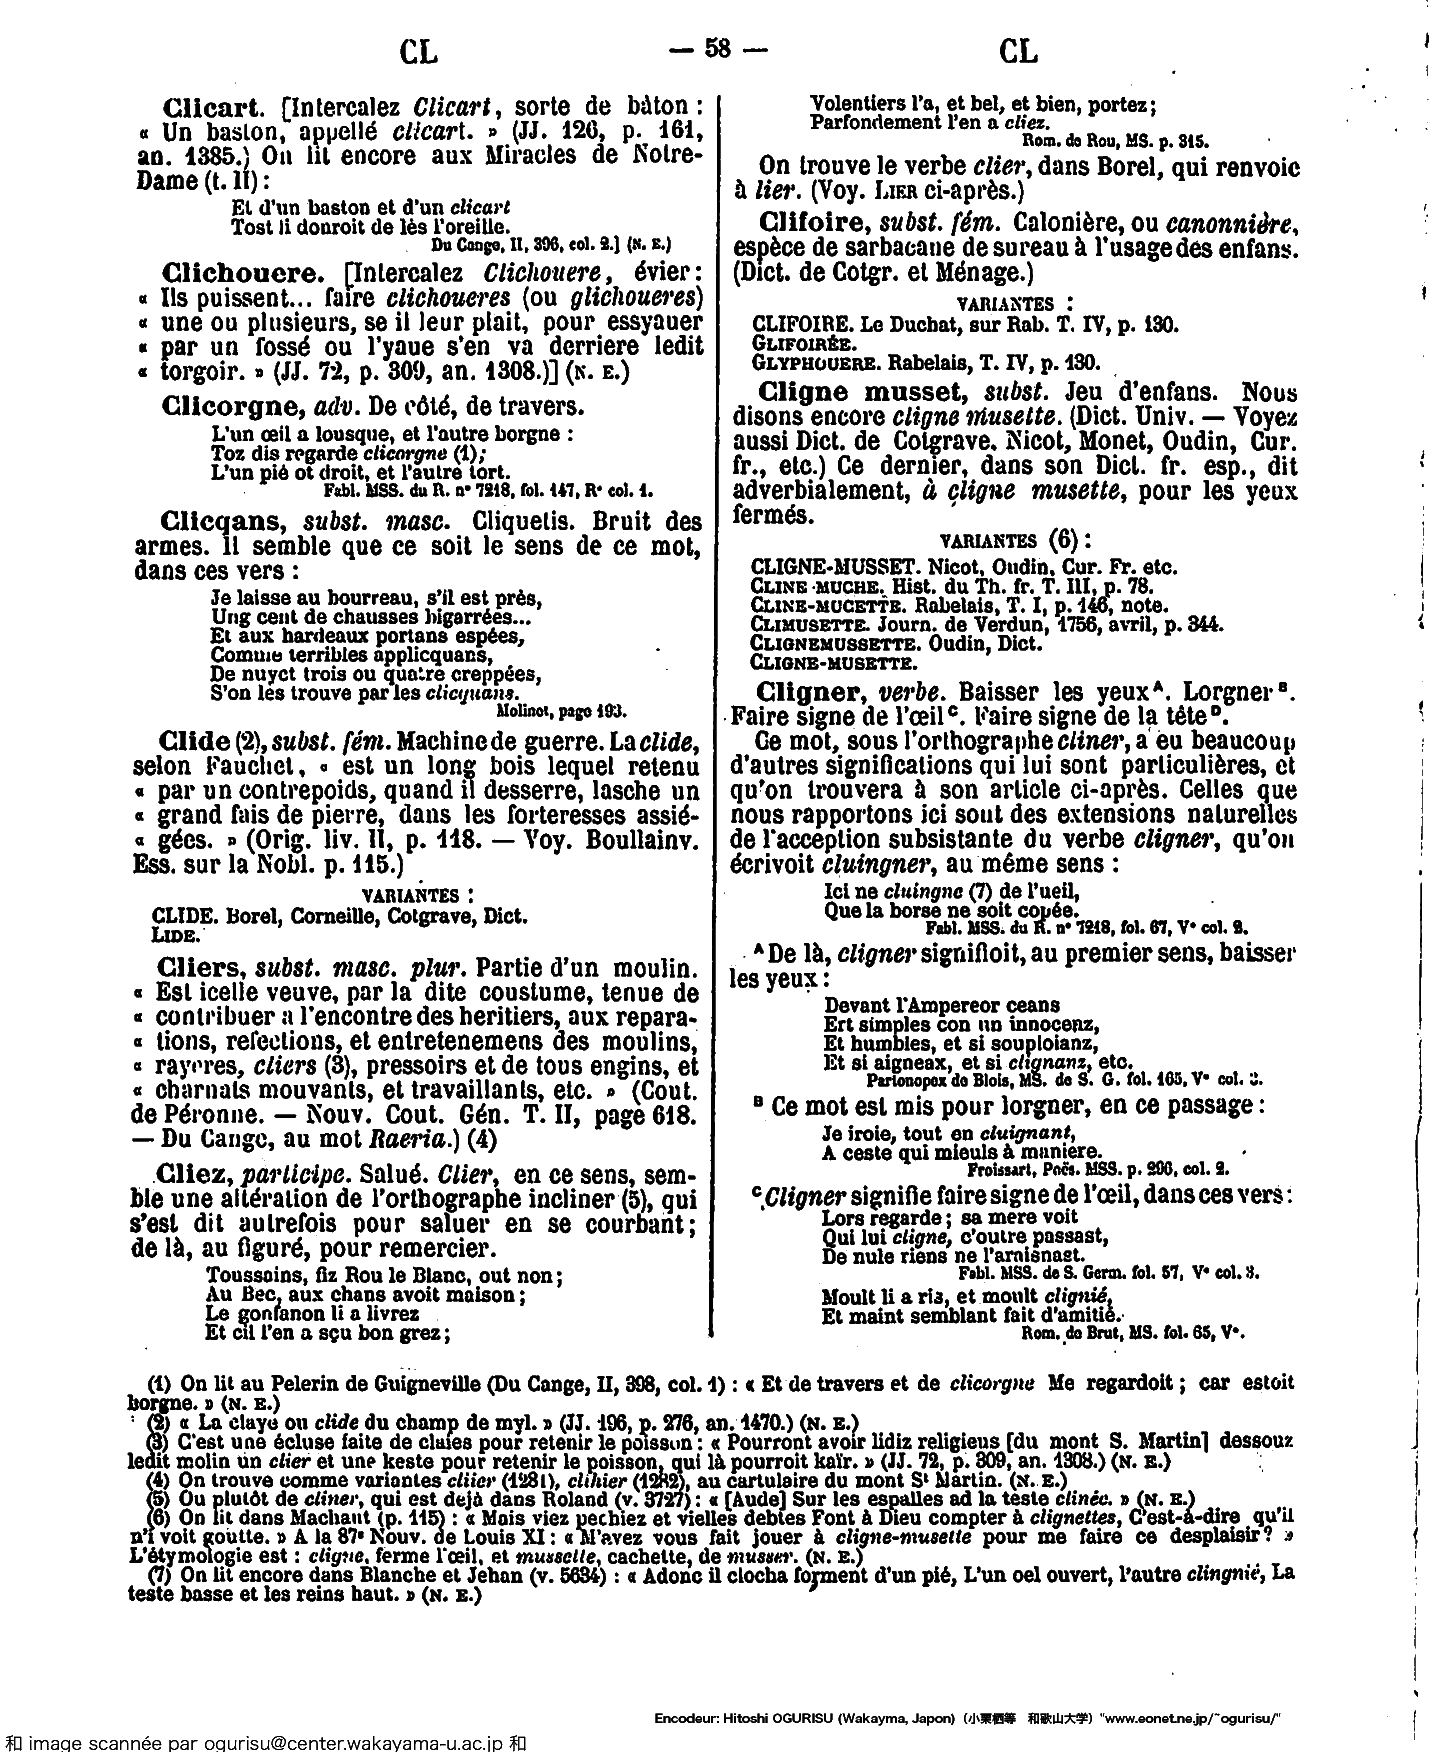 CL — 58 — CL
Clicart. [Intercalez Clicart, sorte de bâton :
« Un baston, appellé clicart. » (JJ. 126, p. 161,
an. 1385.) On lit encore aux Miracles de Notre-
Dame (t. II) :
Et d'un baston et d'un clicart
Tost li donroit de lès l'oreille.
Du Cange, II, 396, col. 2.] (N. E.)
Clichouere. [Intercalez Clichouere, évier :
« Ils puissent... faire clichoueres (ou glichoueres)
« une ou plusieurs, se il leur plait, pour essyauer
« par un fossé ou l'yaue s'en va derriere ledit
« torgoir. » (JJ. 72, p. 309, an. 1308.)] (N. E.)
Clicorgne, adv. De côté, de travers.
L'un œil a lousque, et l'autre borgne :
Toz dis regarde clicorgne (1);
L'un pié ot droit, et l'autre tort.
Fabl. MSS. du R. n° 7218, fol. 147, R° col. 1.
Clicqans, subst. masc. Cliquetis. Bruit des
armes. Il semble que ce soit le sens de ce mot,
dans ces vers :
Je laisse au bourreau, s'il est près,
Ung cent de chausses bigarrées...
Et aux hardeaux portans espées,
Comme terribles applicquans,
De nuyct trois ou quatre creppées,
S'on les trouve par les clicquans.
Molinet, page 193.
Clide (2), subst. fém. Machine de guerre. La clide,
selon Fauchet, « est un long bois lequel retenu
« par un contrepoids, quand il desserre, lasche un
« grand fais de pierre, dans les forteresses assié-
« gées. » (Orig. liv. II, p. 118. — Voy. Boullainv.
Ess. sur la Nobl. p. 115.)
VARIANTES :
CLIDE. Borel, Corneille, Cotgrave, Dict.
LIDE.
Cliers, subst. masc. plur. Partie d'un moulin.
« Est icelle veuve, par la dite coustume, tenue de
« contribuer a l'encontre des heritiers, aux repara-
« tions, refections, et entretenemens des moulins,
« rayeres, cliers (3), pressoirs et de tous engins, et
« charnats mouvants, et travaillants, etc. » (Cout.
de Péronne. — Nouv. Cout. Gén. T. II, page 618.
— Du Cange, au mot Raeria.) (4)
Cliez, participe. Salué. Clier, en ce sens, sem-
ble une altération de l'orthographe incliner (5), qui
s'est dit autrefois pour saluer en se courbant;
de là, au figuré, pour remercier.
Toussains, fiz Rou le Blanc, out non;
Au Bec, aux chans avoit maison;
Le gonfanon li a livrez
Et cil l'en a sçu bon grez;
Volentiers l'a, et bel, et bien, portez;
Parfondement l'en a cliez.
Rom. de Rou, MS. p. 315.
On trouve le verbe clier, dans Borel, qui renvoie
à lier. (Voy. LIER ci-après.)
Clifoire, subst. fém. Calonière, ou canonnière,
espèce de sarbacane de sureau à l'usage des enfans.
(Dict. de Cotgr. et Ménage.)
VARIANTES :
CLIFOIRE. Le Duchat, sur Rab. T. IV, p. 130.
GLIFOIRÉE.
GLYPHOUERE. Rabelais, T. IV, p. 130.
Cligne musset, subst. Jeu d'enfans. Nous
disons encore cligne musette. (Dict. Univ. — Voyez
aussi Dict. de Cotgrave, Nicot, Monet, Oudin, Cur.
fr., etc.) Ce dernier, dans son Dict. fr. esp., dit
adverbialement, à cligne musette, pour les yeux
fermés.
VARIANTES (6) :
CLIGNE-MUSSET. Nicot, Oudin, Cur. Fr. etc.
CLINE-MUCHE. Hist. du Th. fr. T. III, p. 78.
CLINE-MUCETTE. Rabelais, T. I, p. 146, note.
CLIMUSETTE. Journ. de Verdun, 1756, avril, p. 344.
CLIGNEMUSSETTE. Oudin, Dict.
CLIGNE-MUSETTE.
Cligner, verbe. Baisser les yeux ᴬ. Lorgner ᴮ.
Faire signe de l'œil ᶜ. Faire signe de la tête ᴰ.
Ce mot, sous l'orthographe cliner, a eu beaucoup
d'autres significations qui lui sont particulières, et
qu'on trouvera à son article ci-après. Celles que
nous rapportons ici sont des extensions naturelles
de l'acception subsistante du verbe cligner, qu'on
écrivoit cluingner, au même sens :
Ici ne cluingne (7) de l'ueil,
Que la borse ne soit copée.
Fabl. MSS. du R. n° 7218, fol. 67, V° col. 2.
ᴬ De là, cligner signifioit, au premier sens, baisser
les yeux :
Devant l'Ampereor ceans
Ert simples con un innocenz,
Et humbles, et si souploianz,
Et si aigneax, et si clignanz, etc.
Partonopex de Blois, MS. de S. G. fol. 165, V° col. 3.
ᴮ Ce mot est mis pour lorgner, en ce passage :
Je iroie, tout en cluignant,
A ceste qui mieuls à maniere.
Froissart, Poës. MSS. p. 296, col. 2.
ᶜ Cligner signifie faire signe de l'œil, dans ces vers :
Lors regarde; sa mere voit
Qui lui cligne, c'outre passast,
De nule riens ne l'araisnast.
Fabl. MSS. de S. Germ. fol. 57, V° col. 3.
Moult li a ris, et moult clignié,
Et maint semblant fait d'amitié.
Rom. de Brut, MS. fol. 65, V°.
(1) On lit au Pelerin de Guigneville (Du Cange, II, 398, col. 1) : « Et de travers et de clicorgne Me regardoit; car estoit
borgne. » (N. E.)
(2) « La claye ou clide du champ de myl. » (JJ. 196, p. 276, an. 1470.) (N. E.)
(3) C'est une écluse faite de claies pour retenir le poisson : « Pourront avoir lidiz religieus [du mont S. Martin] dessouz
ledit molin un clier et une keste pour retenir le poisson, qui là pourroit kaïr. » (JJ. 72, p. 309, an. 1308.) (N. E.)
(4) On trouve comme variantes cliier (1281), clihier (1282), au cartulaire du mont Sᵗ Martin. (N. E.)
(5) Ou plutôt de cliner, qui est dejà dans Roland (v. 3727) : « [Aude] Sur les espalles ad la teste clinée. » (N. E.)
(6) On lit dans Machaut (p. 115) : « Mais viez pechiez et vielles debtes Font à Dieu compter à clignettes, C'est-à-dire qu'il
n'i voit goutte. » A la 87ᵉ Nouv. de Louis XI : « M'avez vous fait jouer à cligne-musette pour me faire ce desplaisir? »
L'étymologie est : cligne, ferme l'œil, et mussette, cachette, de musser. (N. E.)
(7) On lit encore dans Blanche et Jehan (v. 5634) : « Adonc il clocha forment d'un pié, L'un oel ouvert, l'autre clingnié, La
teste basse et les reins haut. » (N. E.)
Encodeur: Hitoshi OGURISU (Wakayma, Japon) (小栗栖等 和歌山大学) "www.eonet.ne.jp/~ogurisu/"
和 image scannée par ogurisu@center.wakayama-u.ac.jp 和